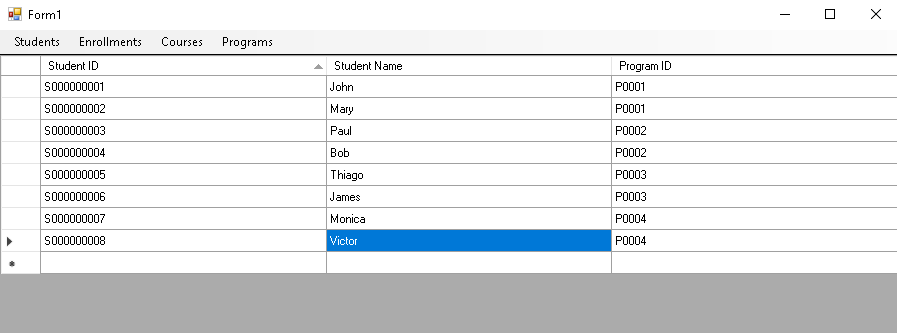 Form1
Students Enrollments Courses Programs
Student ID Student Name Program ID
S000000001 John P0001
S000000002 Mary P0001
S000000003 Paul P0002
S000000004 Bob P0002
S000000005 Thiago P0003
S000000006 James P0003
S000000007 Monica P0004
S000000008 Victor P0004